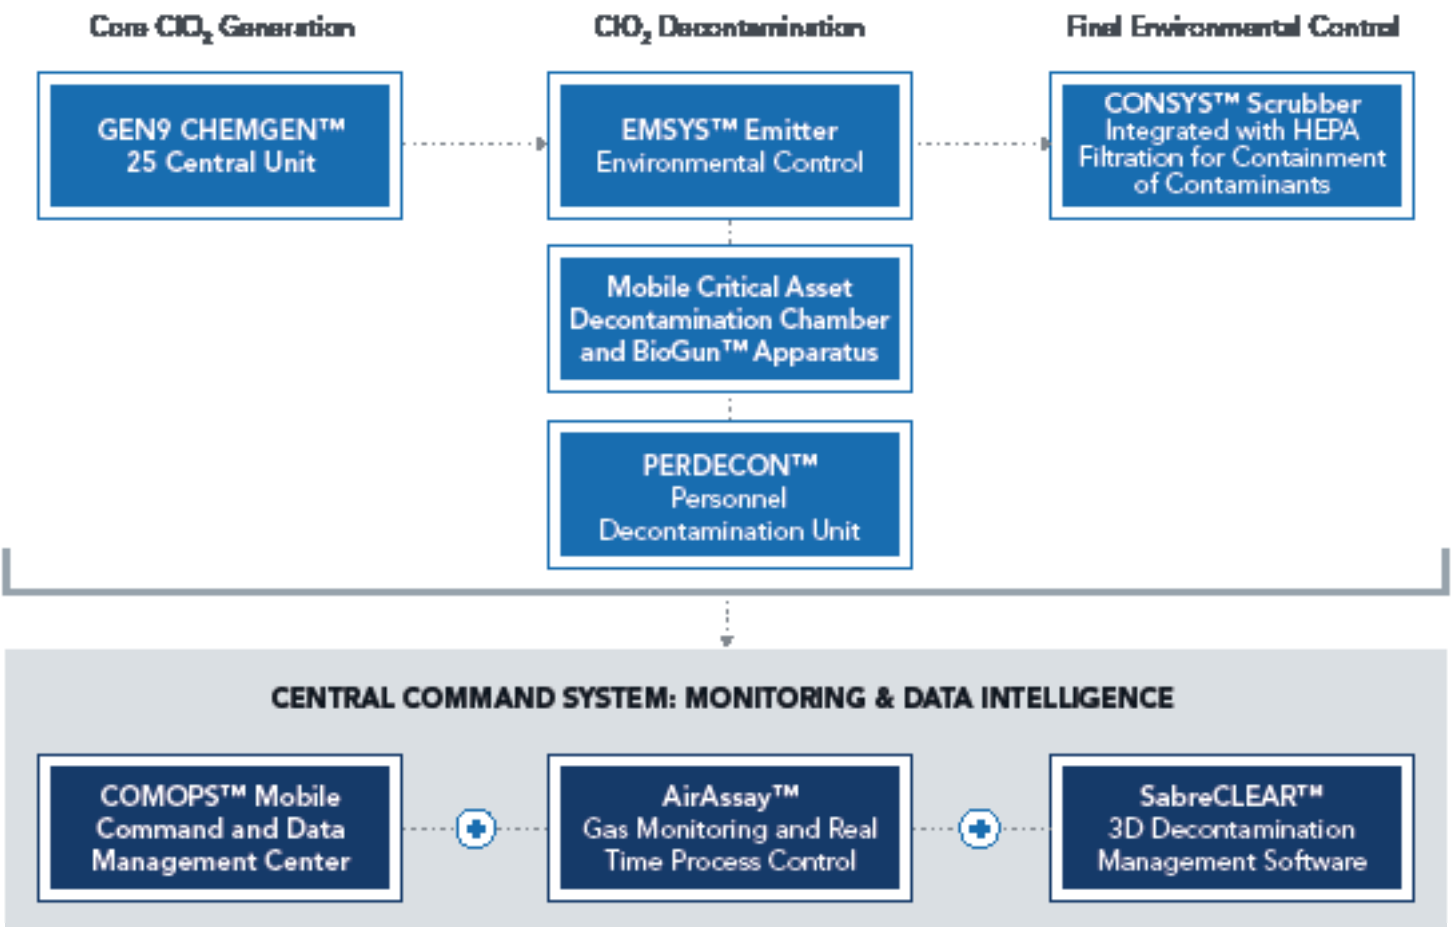 Core ClO₂ Generation
ClO₂ Decontamination
Final Environmental Control
GEN9 CHEMGEN™
25 Central Unit
EMSYS™ Emitter
Environmental Control
CONSYS™ Scrubber
Integrated with HEPA
Filtration for Containment
of Contaminants
Mobile Critical Asset
Decontamination Chamber
and BioGun™ Apparatus
PERDECON™
Personnel
Decontamination Unit
CENTRAL COMMAND SYSTEM: MONITORING & DATA INTELLIGENCE
COMOPS™ Mobile
Command and Data
Management Center
AirAssay™
Gas Monitoring and Real
Time Process Control
SabreCLEAR™
3D Decontamination
Management Software